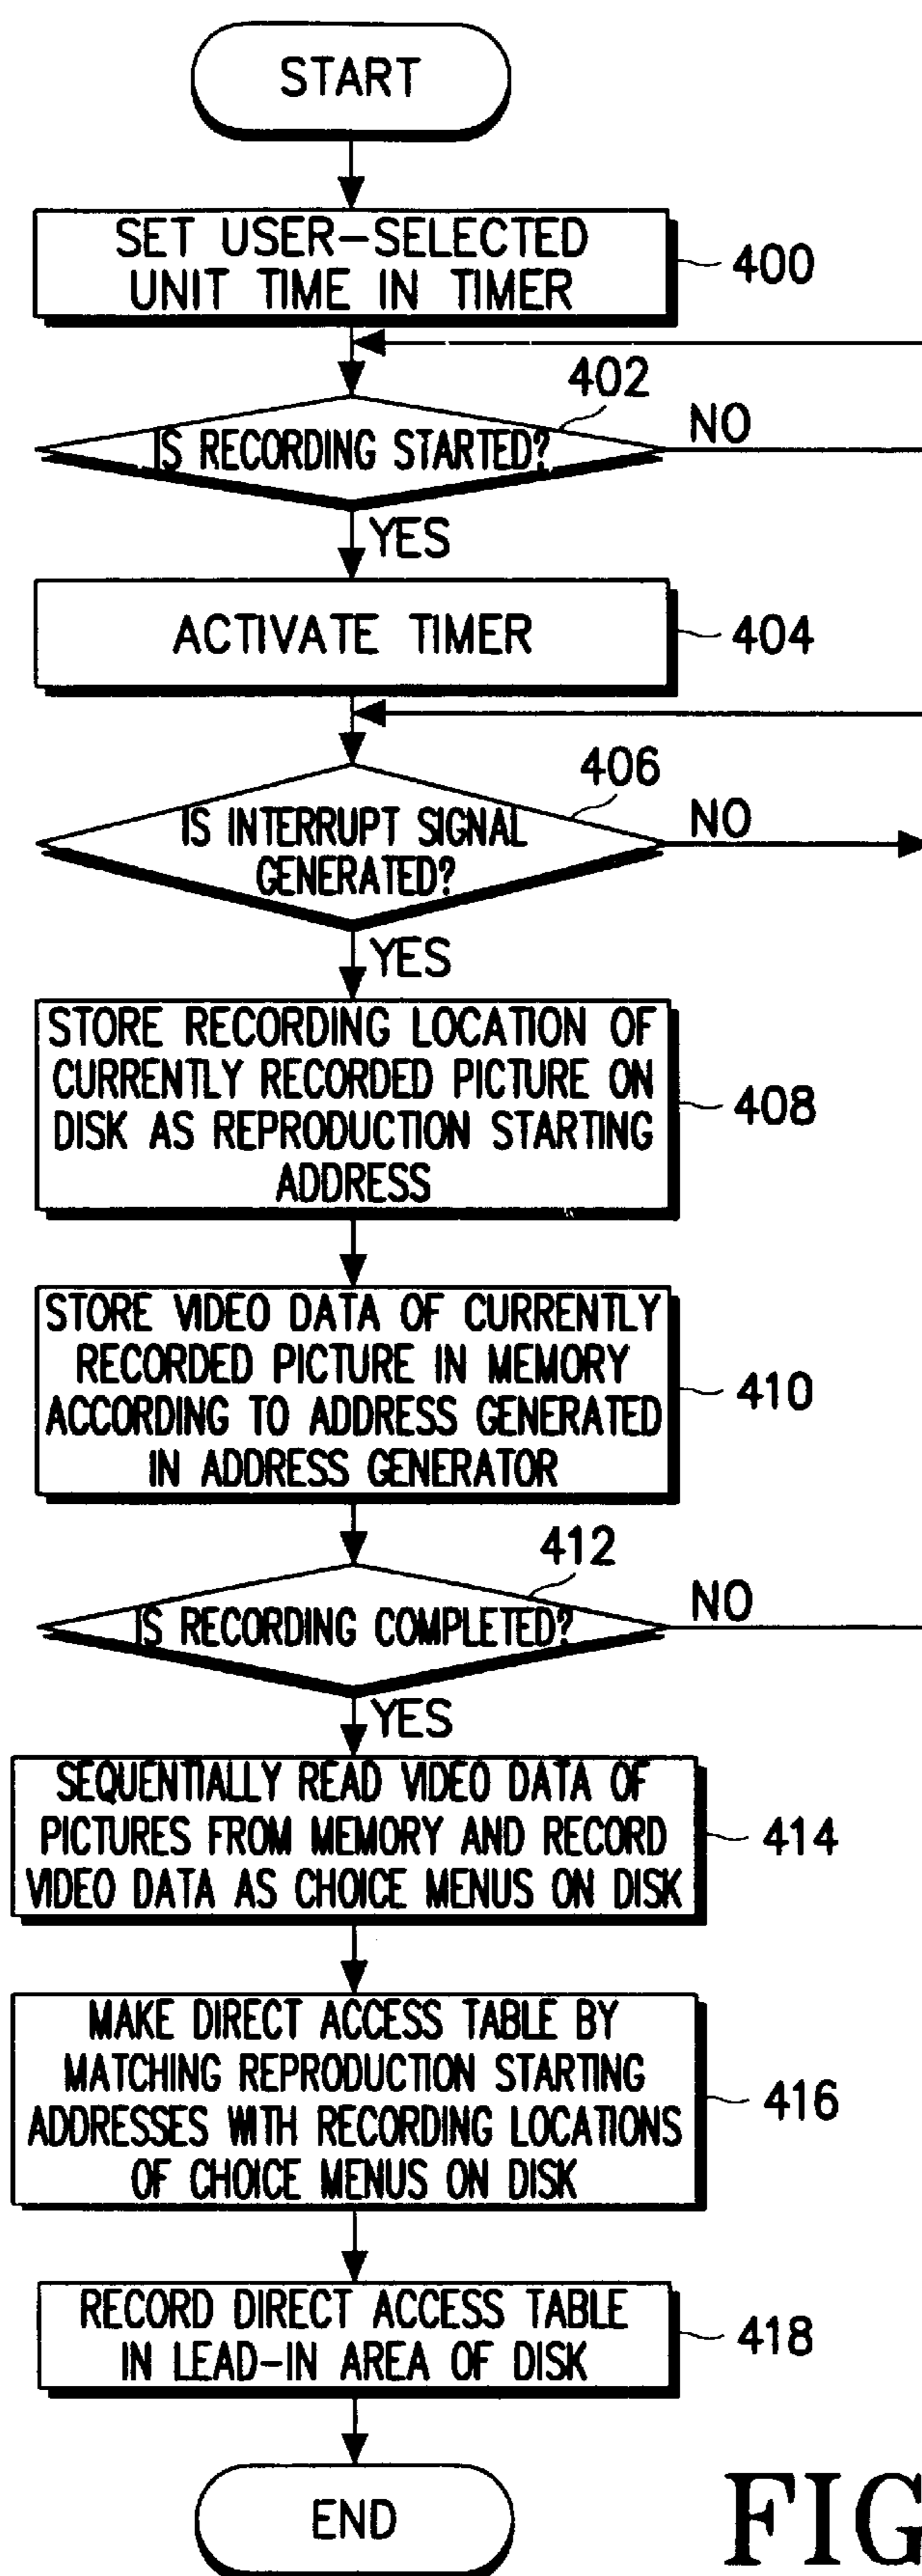 START
SET USER-SELECTED
UNIT TIME IN TIMER
400
402
IS RECORDING STARTED?
NO
YES
ACTIVATE TIMER
404
406
IS INTERRUPT SIGNAL
GENERATED?
NO
YES
STORE RECORDING LOCATION OF
CURRENTLY RECORDED PICTURE ON
DISK AS REPRODUCTION STARTING
ADDRESS
408
STORE VIDEO DATA OF CURRENTLY
RECORDED PICTURE IN MEMORY
ACCORDING TO ADDRESS GENERATED
IN ADDRESS GENERATOR
410
412
IS RECORDING COMPLETED?
NO
YES
SEQUENTIALLY READ VIDEO DATA OF
PICTURES FROM MEMORY AND RECORD
VIDEO DATA AS CHOICE MENUS ON DISK
414
MAKE DIRECT ACCESS TABLE BY
MATCHING REPRODUCTION STARTING
ADDRESSES WITH RECORDING LOCATIONS
OF CHOICE MENUS ON DISK
416
RECORD DIRECT ACCESS TABLE
IN LEAD-IN AREA OF DISK
418
END
FIG